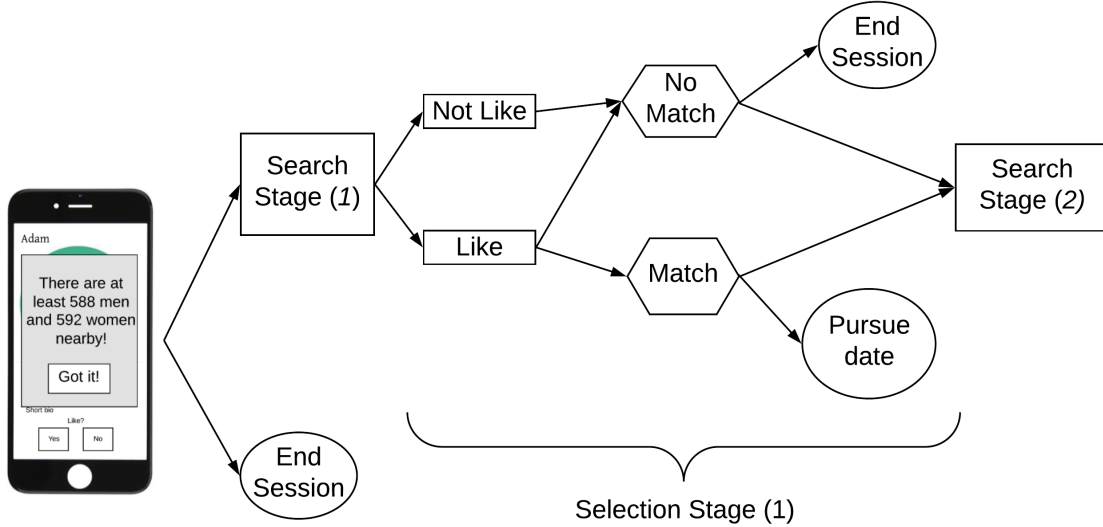 Adam
There are at
least 588 men
and 592 women
nearby!
Got it!
Short bio
Like?
Yes
No
Search
Stage (1)
End
Session
Not Like
Like
No
Match
Match
End
Session
Pursue
date
Search
Stage (2)
Selection Stage (1)